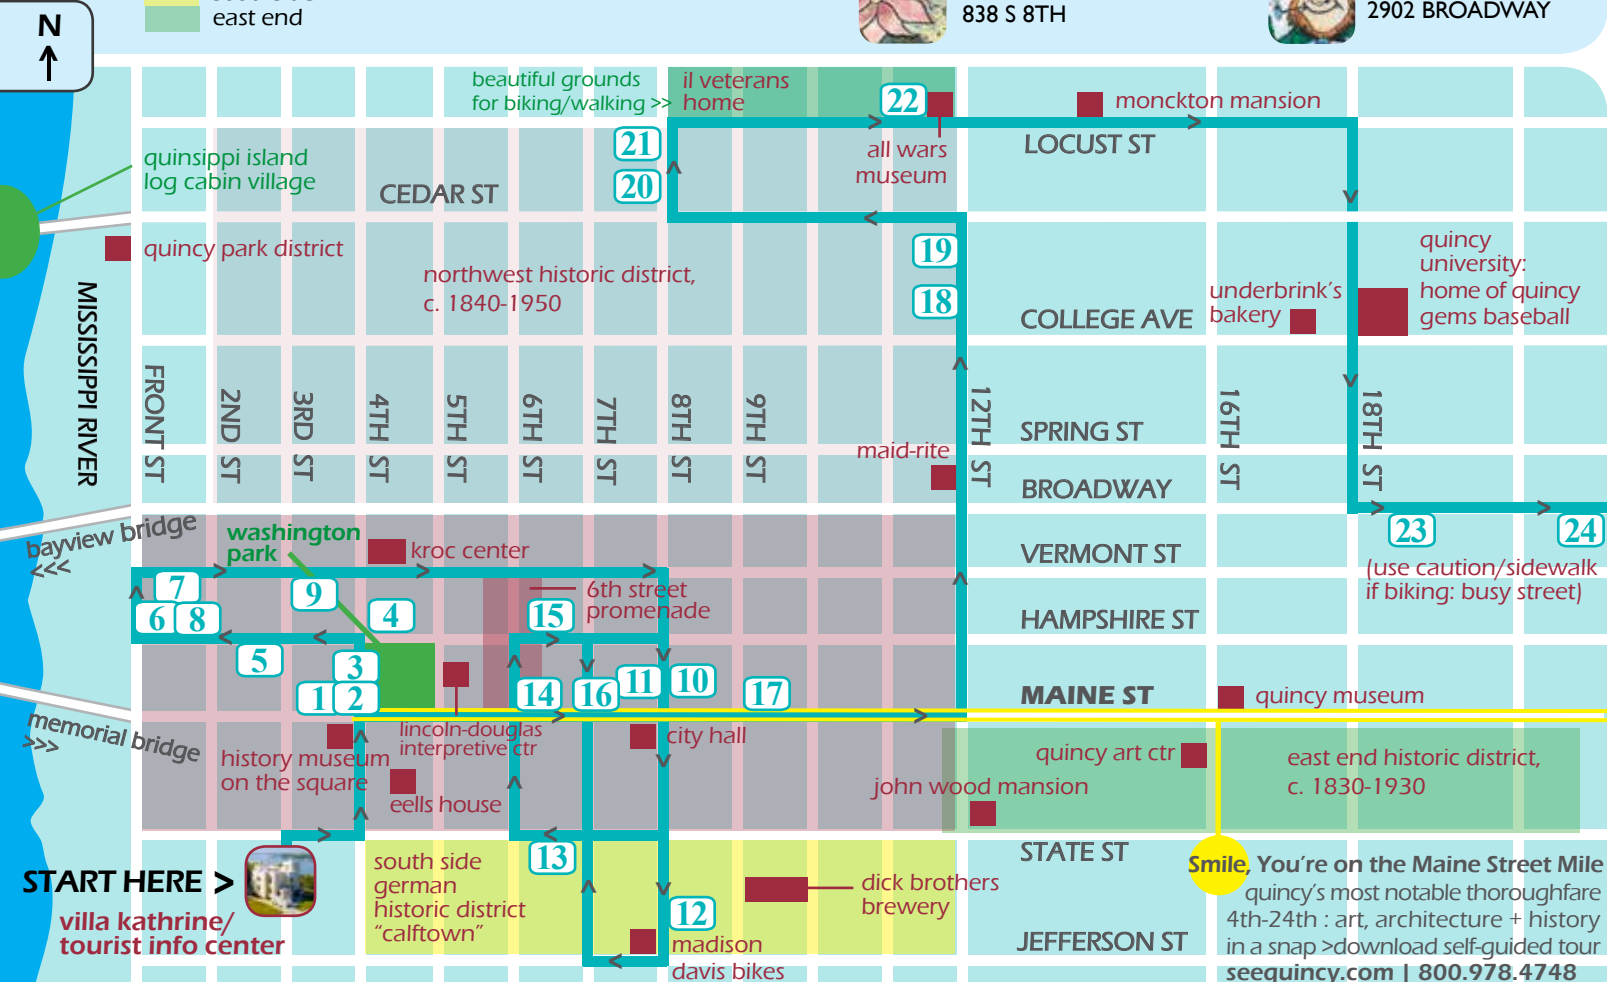 N
east end
838 S 8TH
2902 BROADWAY
beautiful grounds
for biking/walking >>
il veterans
home
22
monckton mansion
LOCUST ST
all wars
museum
21
20
quinsippi island
log cabin village
CEDAR ST
quincy park district
northwest historic district,
c. 1840-1950
19
18
COLLEGE AVE
underbrink's
bakery
quincy
university:
home of quincy
gems baseball
MISSISSIPPI RIVER
FRONT ST
2ND ST
3RD ST
4TH ST
5TH ST
6TH ST
7TH ST
8TH ST
9TH ST
12TH ST
16TH ST
18TH ST
SPRING ST
maid-rite
BROADWAY
bayview bridge
<<<
washington
park
kroc center
VERMONT ST
23
24
(use caution/sidewalk
if biking: busy street)
7
6
8
9
4
6th street
promenade
15
HAMPSHIRE ST
5
3
1
2
14
16
11
10
17
MAINE ST
quincy museum
memorial bridge
>>>
lincoln-douglas
interpretive ctr
city hall
history museum
on the square
eells house
quincy art ctr
john wood mansion
east end historic district,
c. 1830-1930
STATE ST
13
START HERE >
villa kathrine/
tourist info center
south side
german
historic district
“calftown”
12
dick brothers
brewery
madison
davis bikes
JEFFERSON ST
Smile, You're on the Maine Street Mile
quincy's most notable thoroughfare
4th-24th : art, architecture + history
in a snap >download self-guided tour
seequincy.com | 800.978.4748